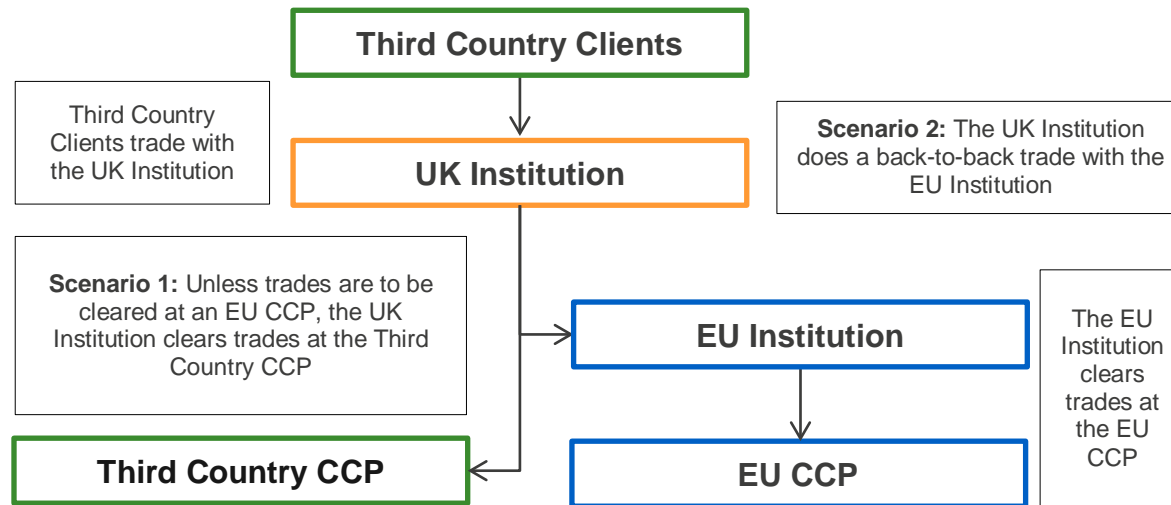 Third Country Clients
Third Country
Clients trade with
the UK Institution
UK Institution
Scenario 2: The UK Institution
does a back-to-back trade with the
EU Institution
Scenario 1: Unless trades are to be
cleared at an EU CCP, the UK
Institution clears trades at the Third
Country CCP
EU Institution
The EU
Institution
clears
trades at
the EU
CCP
Third Country CCP
EU CCP